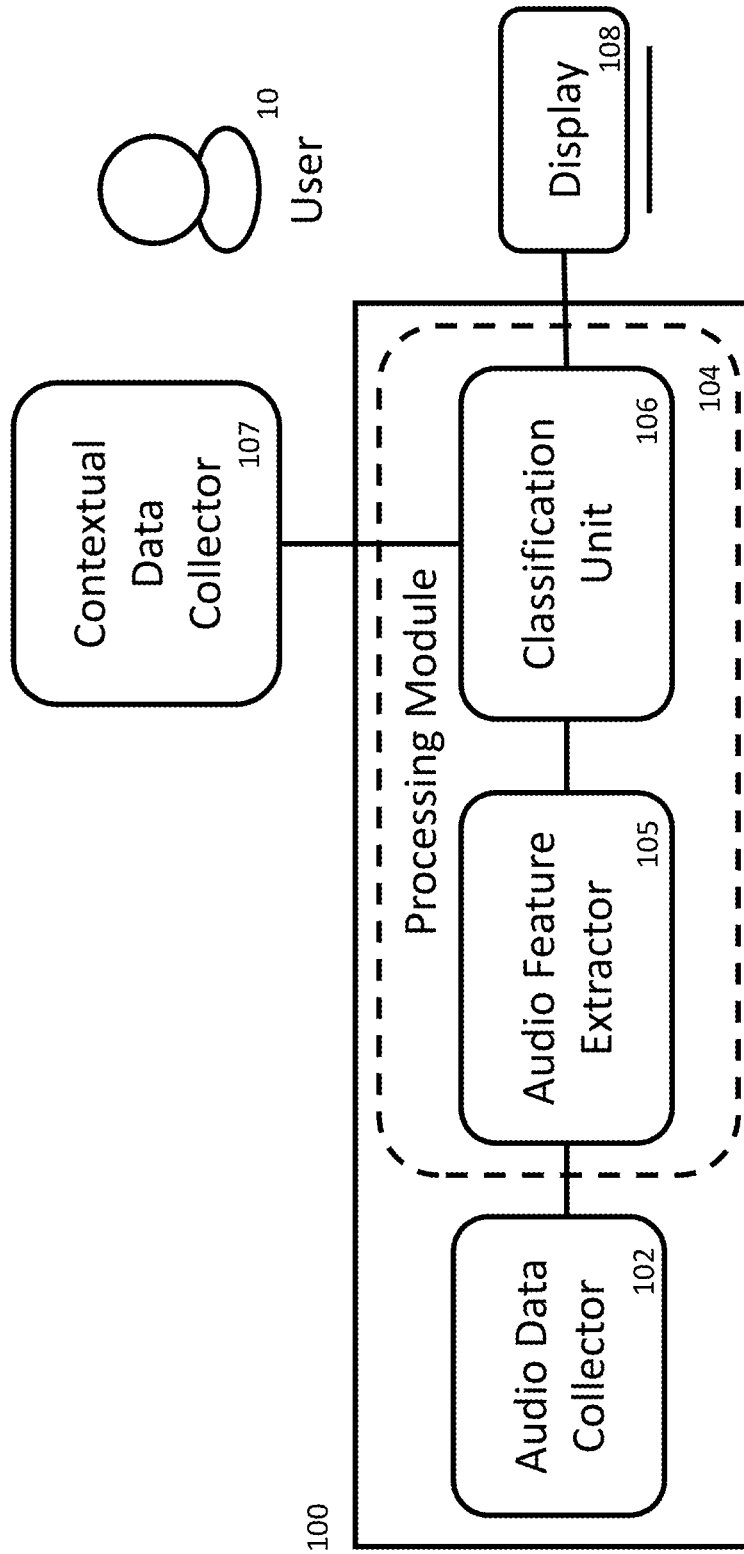 100
Contextual
Data
Collector
107
10
User
Processing Module
Audio Data
Collector
102
Audio Feature
Extractor
105
Classification
Unit
106
104
Display
108